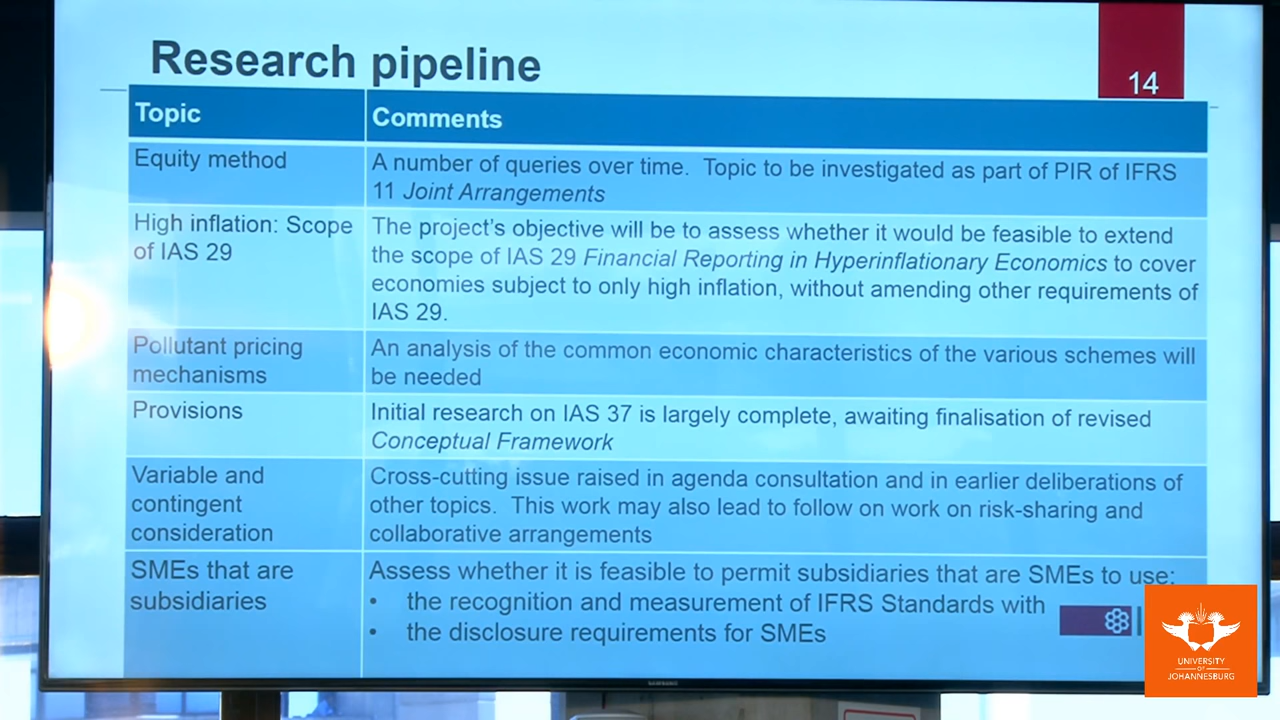 Research pipeline
14
Topic
Comments
Equity method
A number of queries over time. Topic to be investigated as part of PIR of IFRS
11 Joint Arrangements
High inflation: Scope
of IAS 29
The project's objective will be to assess whether it would be feasible to extend
the scope of IAS 29 Financial Reporting in Hyperinflationary Economics to cover
economies subject to only high inflation, without amending other requirements of
IAS 29.
Pollutant pricing
mechanisms
An analysis of the common economic characteristics of the various schemes will
be needed
Provisions
Initial research on IAS 37 is largely complete, awaiting finalisation of revised
Conceptual Framework
Variable and
contingent
consideration
Cross-cutting issue raised in agenda consultation and in earlier deliberations of
other topics. This work may also lead to follow on work on risk-sharing and
collaborative arrangements
SMEs that are
subsidiaries
Assess whether it is feasible to permit subsidiaries that are SMEs to use:
• the recognition and measurement of IFRS Standards with
• the disclosure requirements for SMEs
UNIVERSITY
OF
JOHANNESBURG